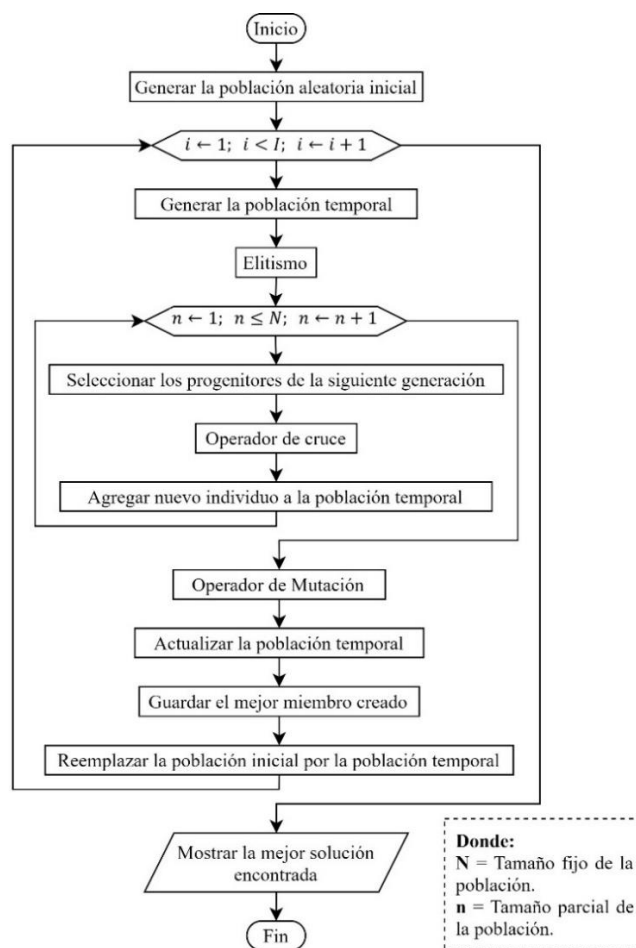 Inicio
Generar la población aleatoria inicial
i ← 1; i < I; i ← i + 1
Generar la población temporal
Elitismo
n ← 1; n ≤ N; n ← n + 1
Seleccionar los progenitores de la siguiente generación
Operador de cruce
Agregar nuevo individuo a la población temporal
Operador de Mutación
Actualizar la población temporal
Guardar el mejor miembro creado
Reemplazar la población inicial por la población temporal
Mostrar la mejor solución
encontrada
Fin
Donde:
N = Tamaño fijo de la
población.
n = Tamaño parcial de
la población.